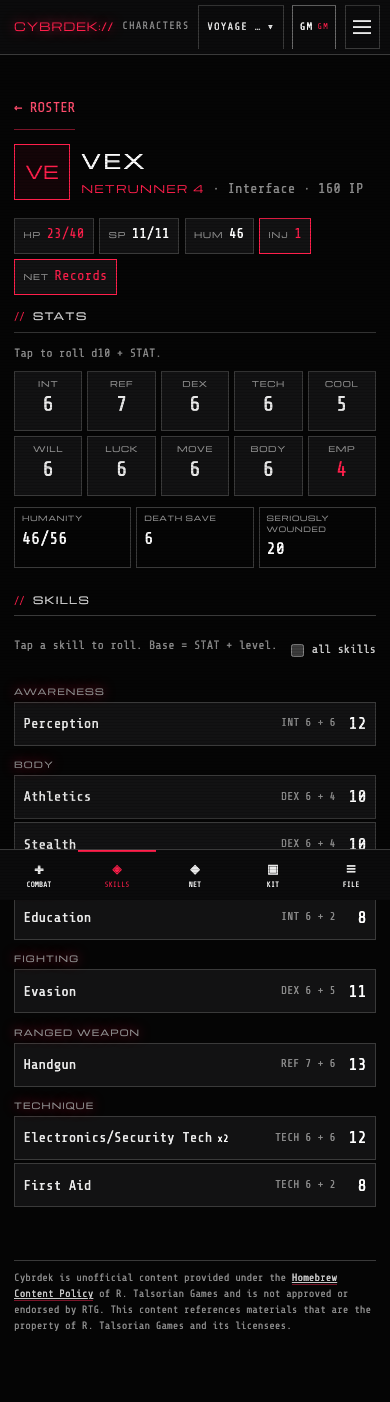 CYBRDEK://
CHARACTERS
VOYAGE … ▾
GM GM
← ROSTER
VE
VEX
NETRUNNER 4 · Interface · 160 IP
HP 23/40
SP 11/11
HUM 46
INJ 1
NET Records
// STATS
Tap to roll d10 + STAT.
INT REF DEX TECH COOL
6 7 6 6 5
WILL LUCK MOVE BODY EMP
6 6 6 6 4
HUMANITY
46/56
DEATH SAVE
6
SERIOUSLY
WOUNDED
20
// SKILLS
Tap a skill to roll. Base = STAT + level.
all skills
AWARENESS
Perception INT 6 + 6 12
BODY
Athletics DEX 6 + 4 10
Stealth DEX 6 + 4 10
COMBAT
SKILLS
NET
KIT
FILE
Education INT 6 + 2 8
FIGHTING
Evasion DEX 6 + 5 11
RANGED WEAPON
Handgun REF 7 + 6 13
TECHNIQUE
Electronics/Security Tech x2 TECH 6 + 6 12
First Aid TECH 6 + 2 8
Cybrdek is unofficial content provided under the Homebrew
Content Policy of R. Talsorian Games and is not approved or
endorsed by RTG. This content references materials that are the
property of R. Talsorian Games and its licensees.